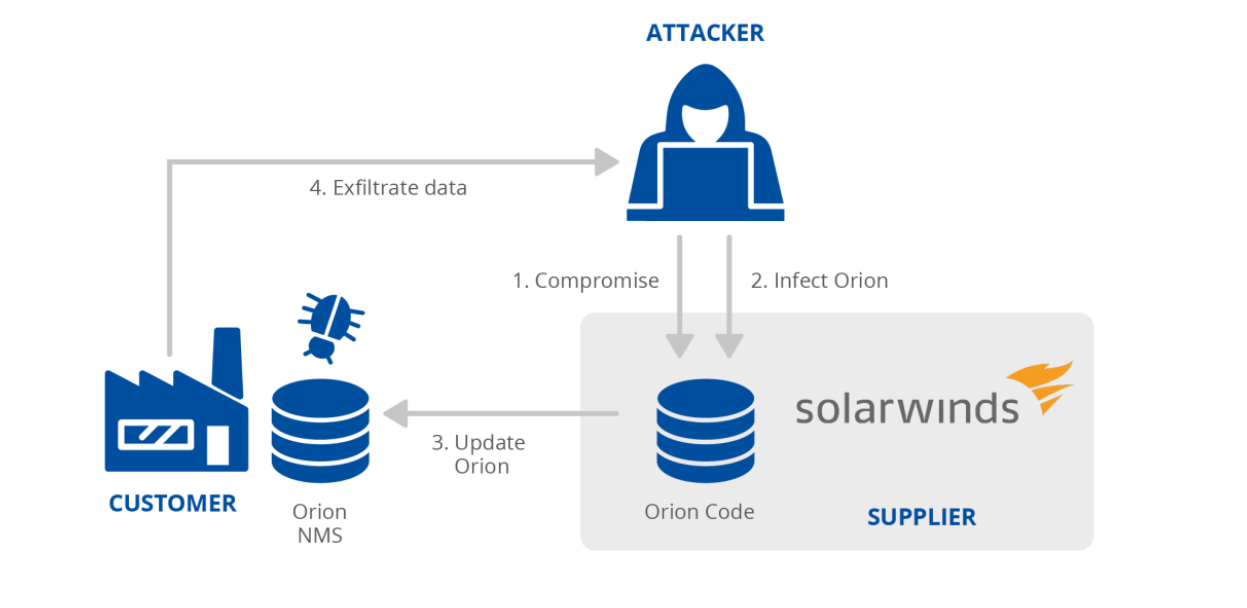 ATTACKER
4. Exfiltrate data
1. Compromise
2. Infect Orion
solarwinds
3. Update
Orion
CUSTOMER
Orion
NMS
Orion Code
SUPPLIER